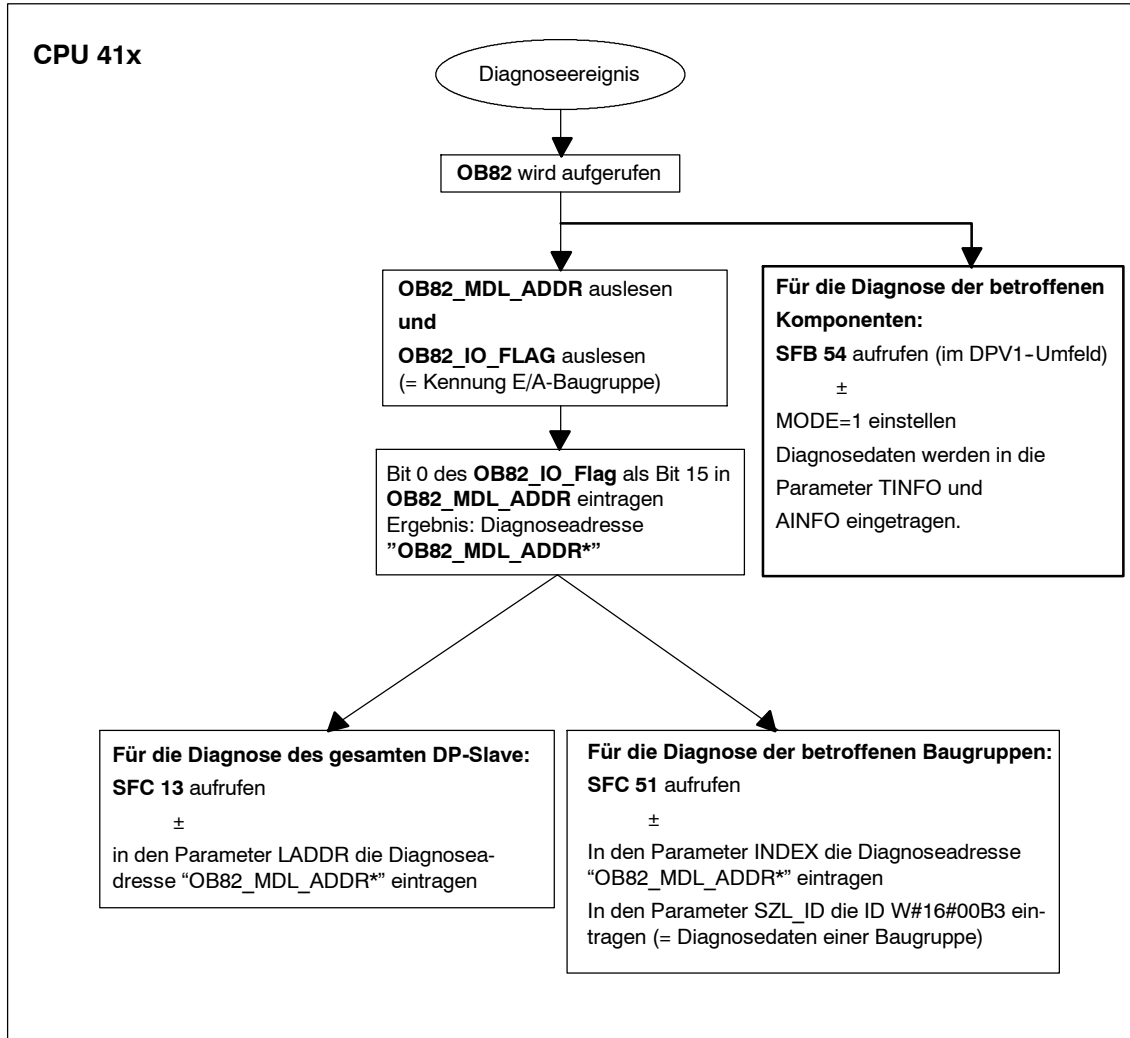 CPU 41x
Diagnoseereignis
OB82 wird aufgerufen
OB82_MDL_ADDR auslesen
und
OB82_IO_FLAG auslesen
(= Kennung E/A-Baugruppe)
Für die Diagnose der betroffenen
Komponenten:
SFB 54 aufrufen (im DPV1-Umfeld)
±
MODE=1 einstellen
Diagnosedaten werden in die
Parameter TINFO und
AINFO eingetragen.
Bit 0 des OB82_IO_Flag als Bit 15 in
OB82_MDL_ADDR eintragen
Ergebnis: Diagnoseadresse
”OB82_MDL_ADDR*”
Für die Diagnose des gesamten DP-Slave:
SFC 13 aufrufen
±
in den Parameter LADDR die Diagnosea-
dresse “OB82_MDL_ADDR*” eintragen
Für die Diagnose der betroffenen Baugruppen:
SFC 51 aufrufen
±
In den Parameter INDEX die Diagnoseadresse
“OB82_MDL_ADDR*” eintragen
In den Parameter SZL_ID die ID W#16#00B3 ein-
tragen (= Diagnosedaten einer Baugruppe)